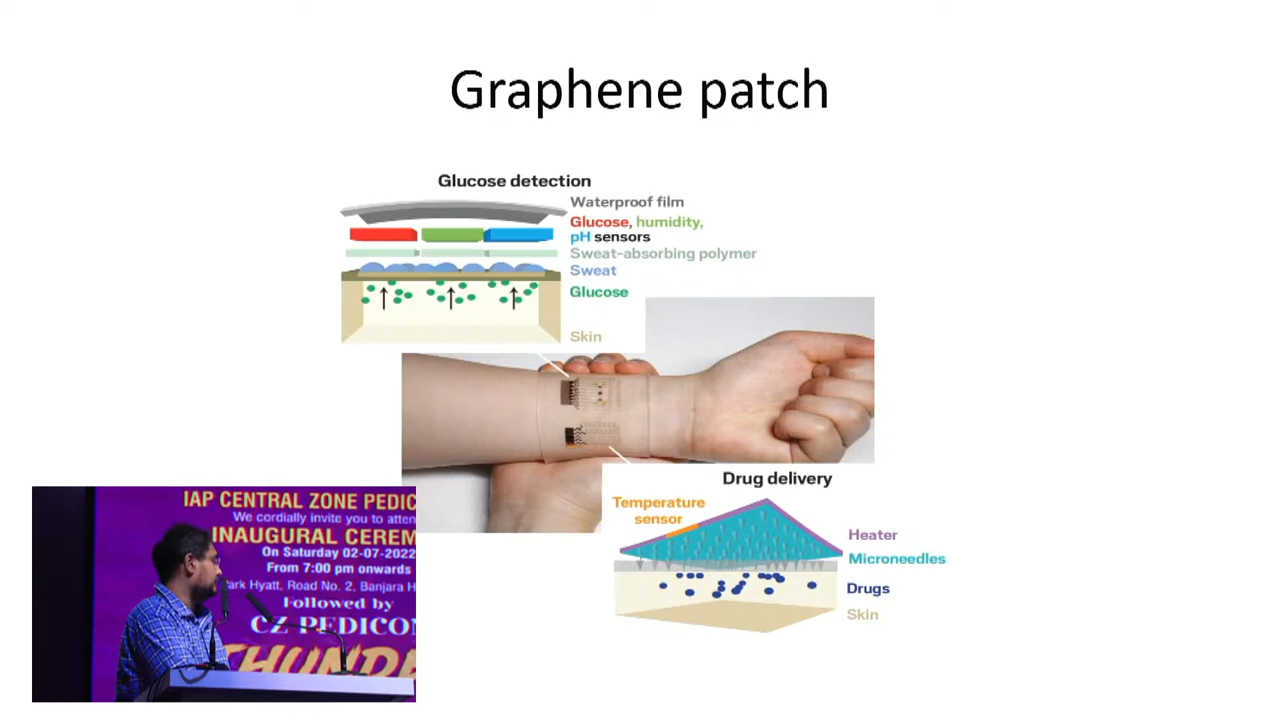 Graphene patch
Glucose detection
Waterproof film
Glucose, humidity,
pH sensors
Sweat-absorbing polymer
Sweat
Glucose
Skin
Drug delivery
Temperature
sensor
Heater
Microneedles
Drugs
Skin
IAP CENTRAL ZONE PEDIC
We cordially invite you to atten
INAUGURAL CEREM
On Saturday 02-07-2022
From 7:00 pm onwards
Hyatt, Road No. 2, Banjara H
Followed by
CZ PEDICON